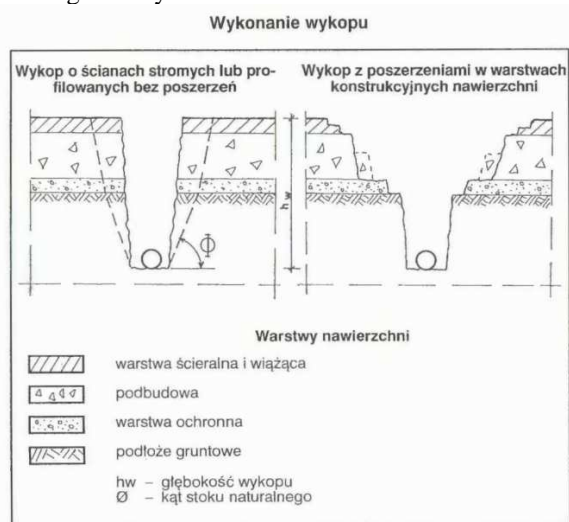 Wykonanie wykopu
Wykop o ścianach stromych lub pro-
filowanych bez poszerzeń
Wykop z poszerzeniami w warstwach
konstrukcyjnych nawierzchni
hw
Φ
Warstwy nawierzchni
warstwa ścieralna i wiążąca
podbudowa
warstwa ochronna
podłoże gruntowe
hw – głębokość wykopu
Ø – kąt stoku naturalnego